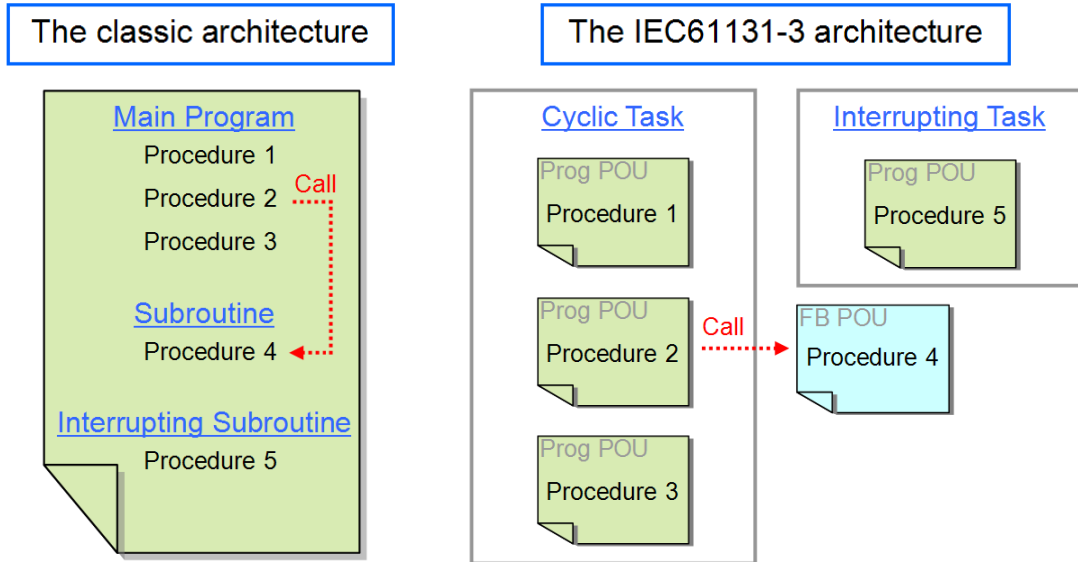 The classic architecture
Main Program
Procedure 1
Procedure 2
Call
Procedure 3
Subroutine
Procedure 4
Interrupting Subroutine
Procedure 5
The IEC61131-3 architecture
Cyclic Task
Prog POU
Procedure 1
Prog POU
Procedure 2
Call
Prog POU
Procedure 3
Interrupting Task
Prog POU
Procedure 5
FB POU
Procedure 4